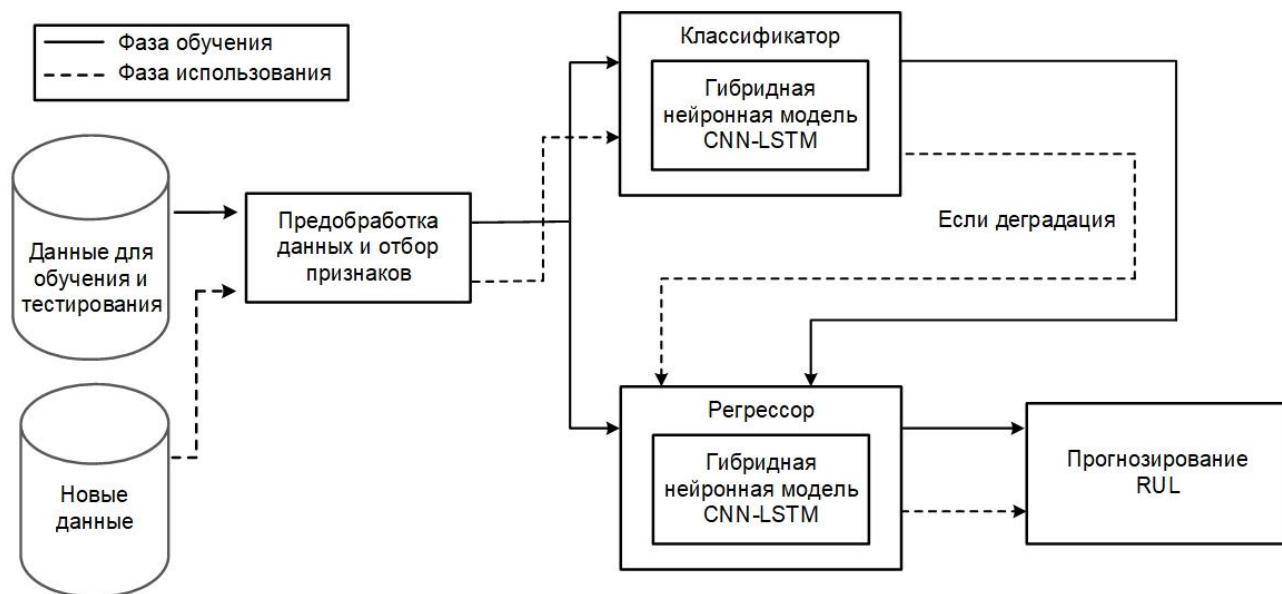 Фаза обучения
Фаза использования
Классификатор
Гибридная
нейронная модель
CNN-LSTM
Данные для
обучения и
тестирования
Предобработка
данных и отбор
признаков
Если деградация
Новые
данные
Регрессор
Гибридная
нейронная модель
CNN-LSTM
Прогнозирование
RUL